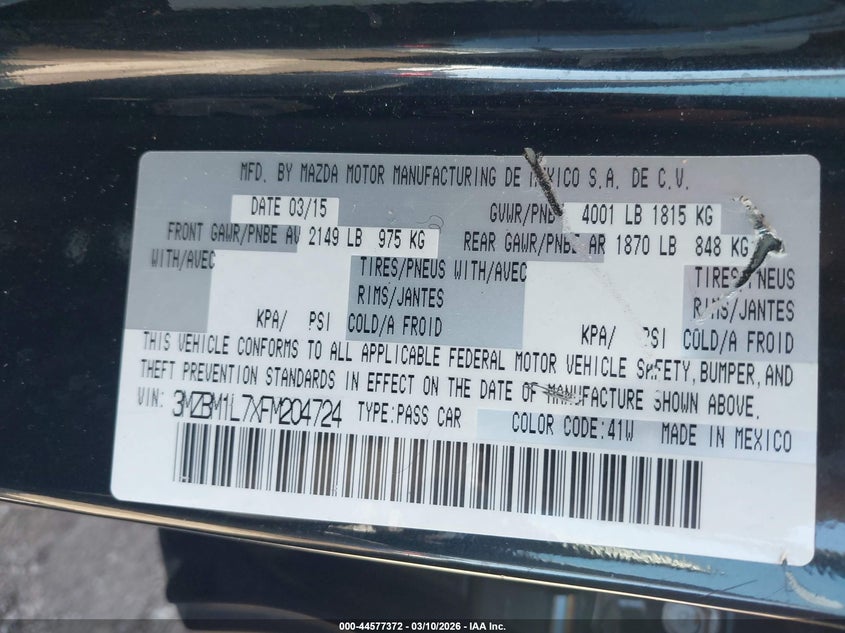 MFD. BY MAZDA MOTOR MANUFACTURING DE MEXICO S.A. DE C.V.
DATE 03/15 GVWR/PNB 4001 LB 1815 KG
FRONT GAWR/PNBE AV 2149 LB 975 KG REAR GAWR/PNBE AR 1870 LB 848 KG
WITH/AVEC TIRES/PNEUS WITH/AVEC TIRES/PNEUS
RIMS/JANTES RIMS/JANTES
KPA/ PSI COLD/A FROID KPA/ PSI COLD/A FROID
THIS VEHICLE CONFORMS TO ALL APPLICABLE FEDERAL MOTOR VEHICLE SAFETY, BUMPER, AND
THEFT PREVENTION STANDARDS IN EFFECT ON THE DATE OF MANUFACTURE SHOWN ABOVE.
VIN: 3MZBM1L7XFM204724 TYPE:PASS CAR COLOR CODE:41W MADE IN MEXICO
000-44577372 — 03/10/2026 — IAA Inc.